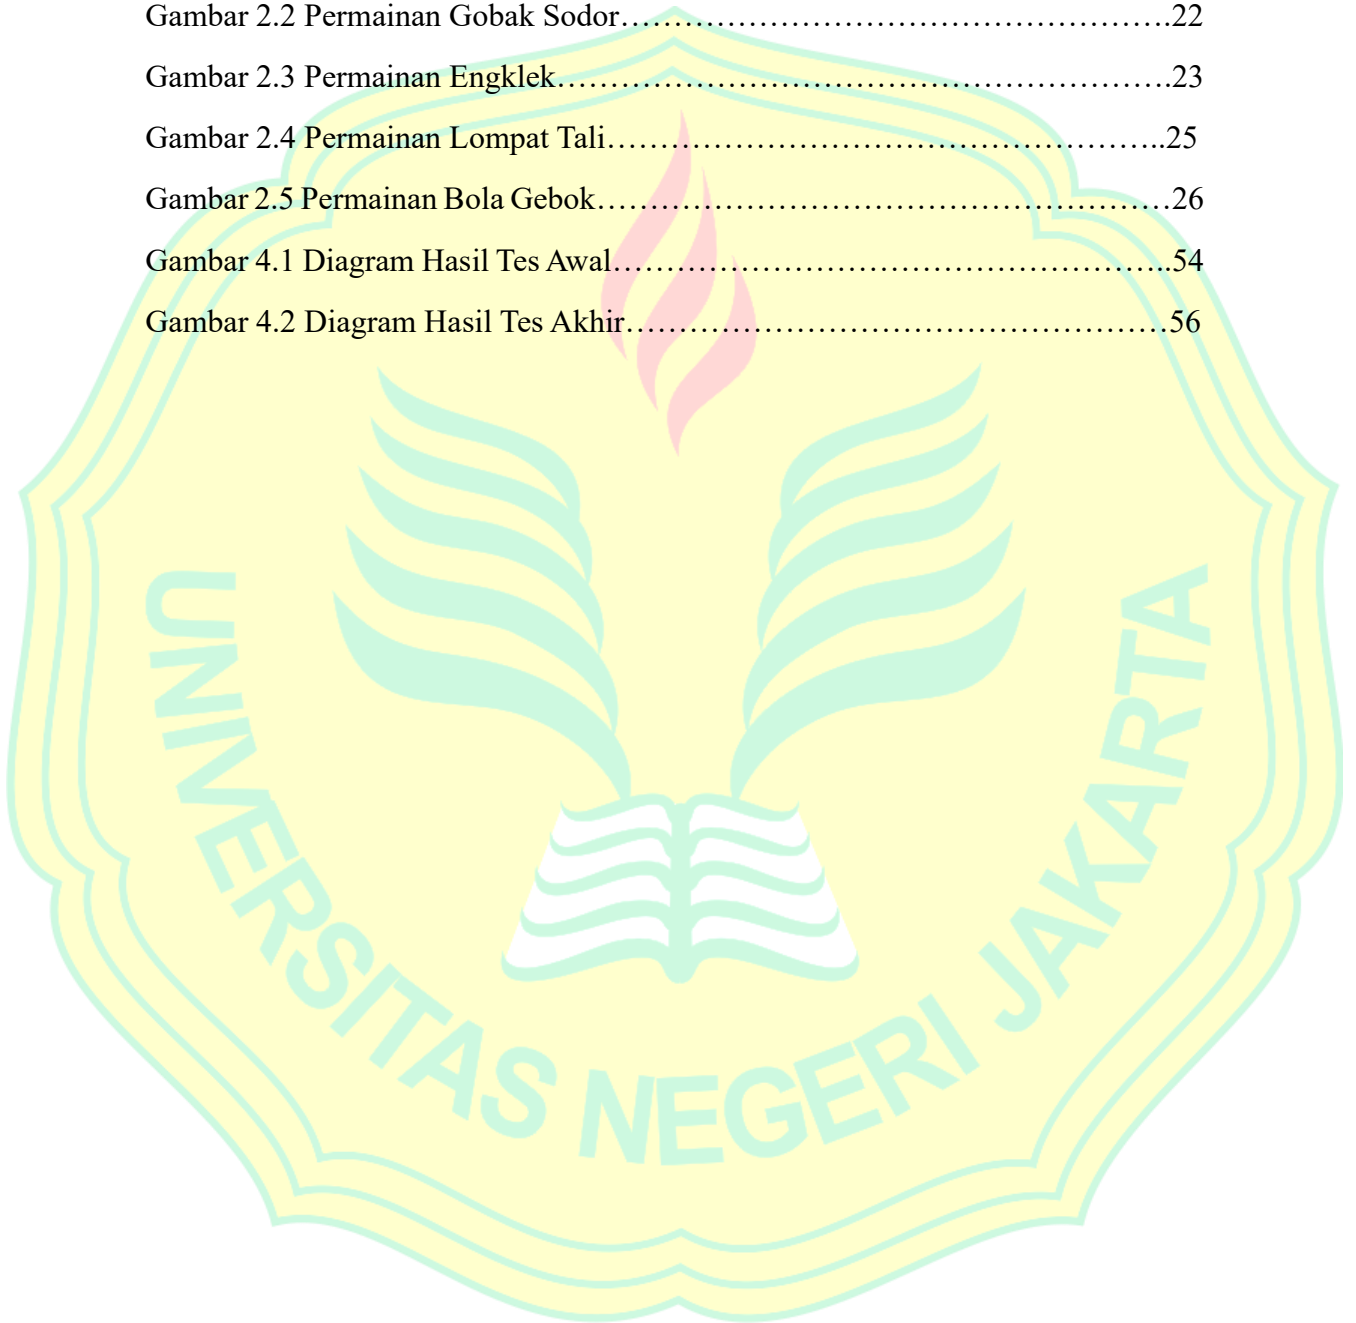 Gambar 2.2 Permainan Gobak Sodor…………………………………………………….22
Gambar 2.3 Permainan Engklek…………………………………………………………….23
Gambar 2.4 Permainan Lompat Tali……………………………………………………..25
Gambar 2.5 Permainan Bola Gebok……………………………………………………….26
Gambar 4.1 Diagram Hasil Tes Awal……………………………………………………..54
Gambar 4.2 Diagram Hasil Tes Akhir……………………………………………………56
UNIVERSITAS NEGERI JAKARTA